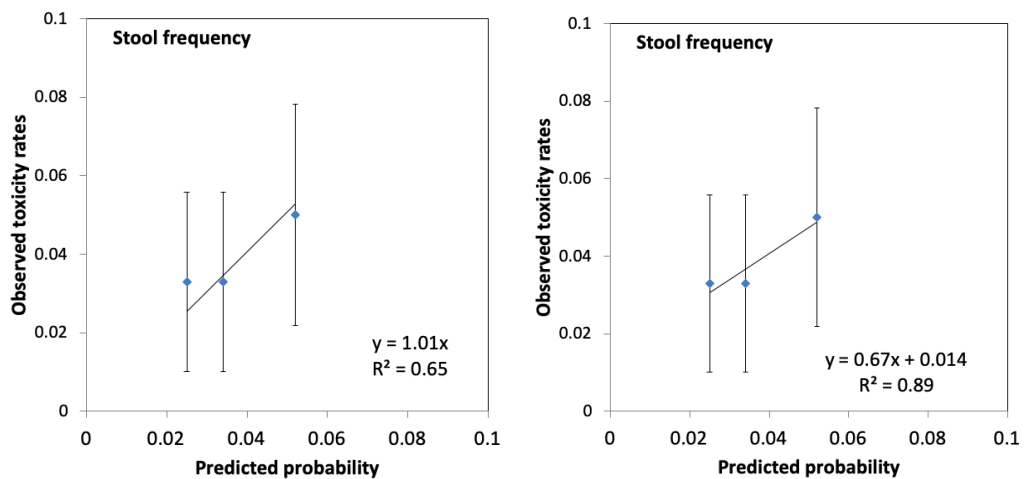 Stool frequency
Observed toxicity rates
0.1
0.08
0.06
0.04
0.02
0
y = 1.01x
R² = 0.65
0 0.02 0.04 0.06 0.08 0.1
Predicted probability
Stool frequency
Observed toxicity rates
0.1
0.08
0.06
0.04
0.02
0
y = 0.67x + 0.014
R² = 0.89
0 0.02 0.04 0.06 0.08 0.1
Predicted probability